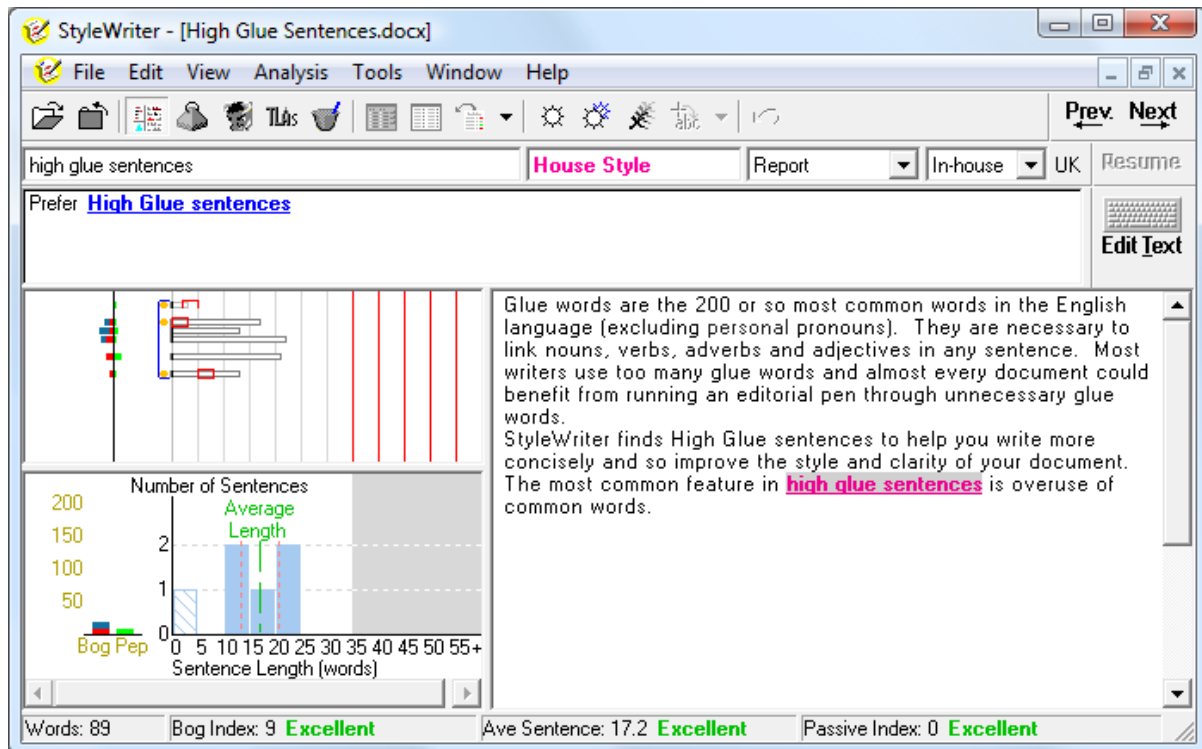 StyleWriter - [High Glue Sentences.docx]
File Edit View Analysis Tools Window Help
TLAs
abc
Prev. Next
high glue sentences House Style Report In-house UK Resume
Prefer High Glue sentences
Edit Text
Glue words are the 200 or so most common words in the English
language (excluding personal pronouns). They are necessary to
link nouns, verbs, adverbs and adjectives in any sentence. Most
writers use too many glue words and almost every document could
benefit from running an editorial pen through unnecessary glue
words.
StyleWriter finds High Glue sentences to help you write more
concisely and so improve the style and clarity of your document.
The most common feature in high glue sentences is overuse of
common words.
Number of Sentences
Average
Length
200
150
100
50
2
1
0
Bog Pep
0 5 10 15 20 25 30 35 40 45 50 55+
Sentence Length (words)
Words: 89 Bog Index: 9 Excellent Ave Sentence: 17.2 Excellent Passive Index: 0 Excellent